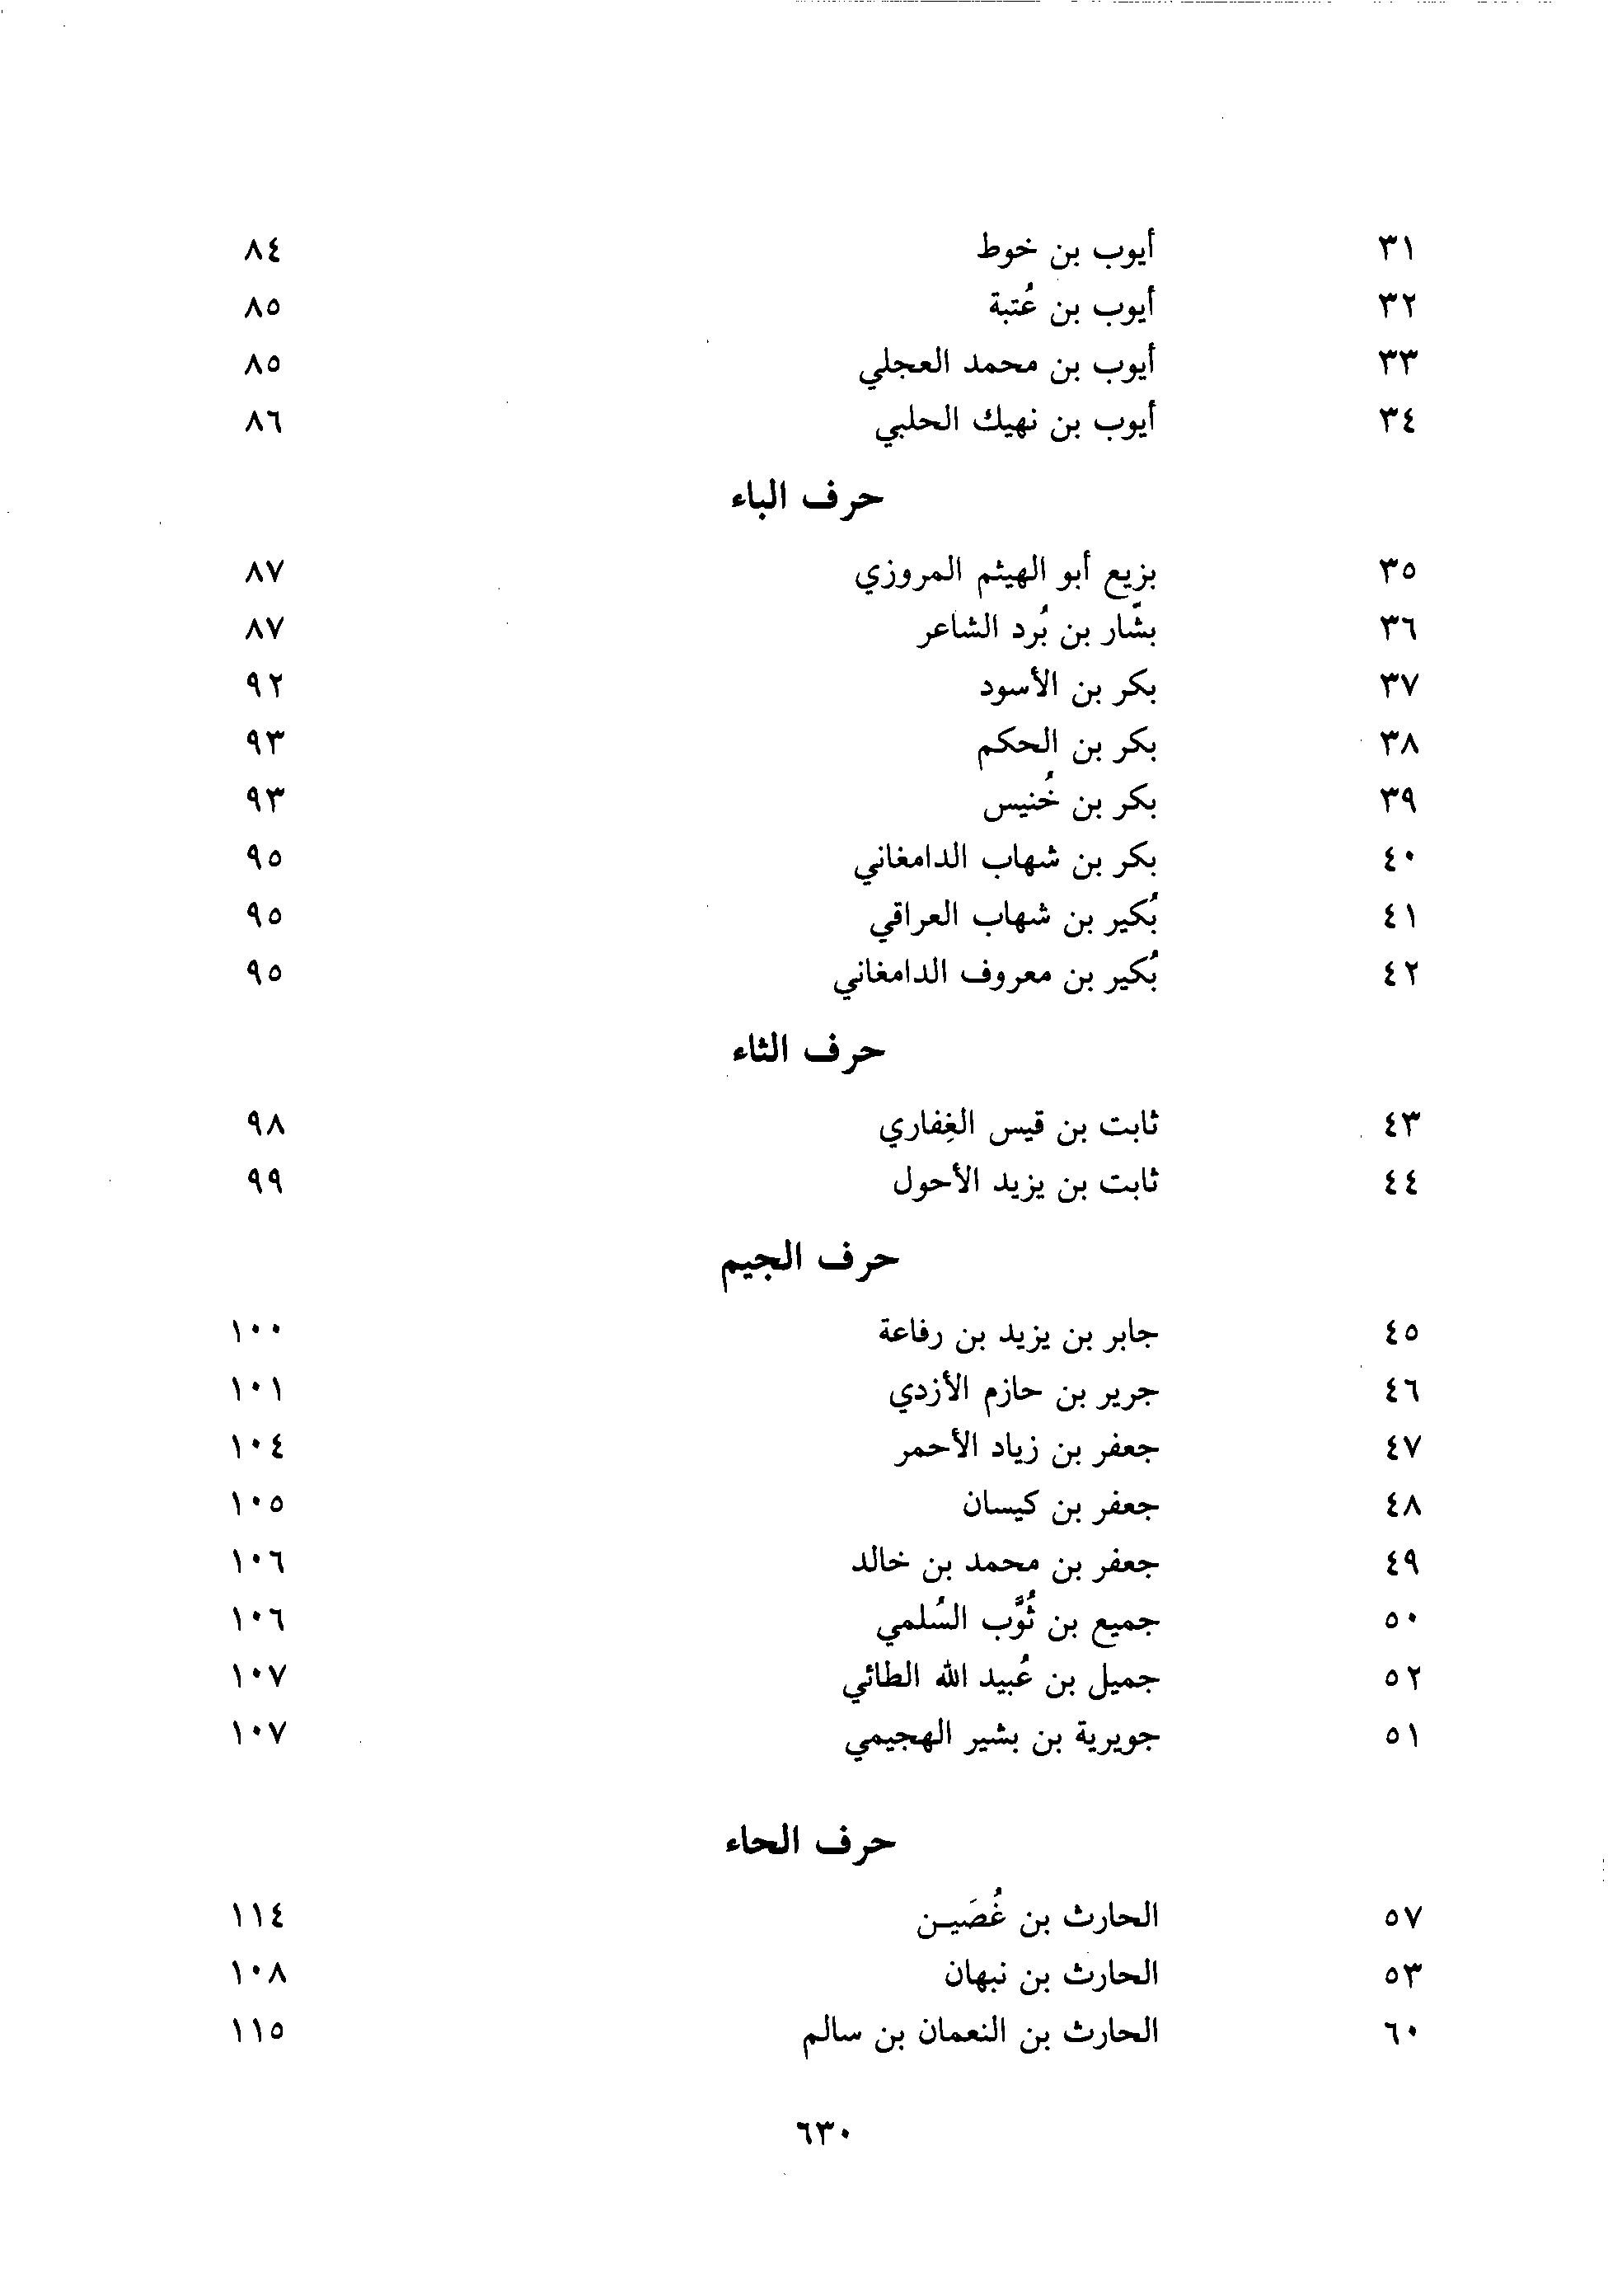 ٣١ أيوب بن خوط ٨٤
٣٢ أيوب بن عُتبة ٨٥
٣٣ أيوب بن محمد العجلي ٨٥
٣٤ أيوب بن نهيك الحلبي ٨٦
حرف الباء
٣٥ بزيع أبو الهيثم المروزي ٨٧
٣٦ بشّار بن بُرد الشاعر ٨٧
٣٧ بكر بن الأسود ٩٢
٣٨ بكر بن الحكم ٩٣
٣٩ بكر بن خُنيس ٩٣
٤٠ بكر بن شهاب الدامغاني ٩٥
٤١ بُكير بن شهاب العراقي ٩٥
٤٢ بُكير بن معروف الدامغاني ٩٥
حرف الثاء
٤٣ ثابت بن قيس الغِفاري ٩٨
٤٤ ثابت بن يزيد الأحول ٩٩
حرف الجيم
٤٥ جابر بن يزيد بن رفاعة ١٠٠
٤٦ جرير بن حازم الأزدي ١٠١
٤٧ جعفر بن زياد الأحمر ١٠٤
٤٨ جعفر بن كيسان ١٠٥
٤٩ جعفر بن محمد بن خالد ١٠٦
٥٠ جميع بن ثُوَّب السُلمي ١٠٦
٥٢ جميل بن عُبيد الله الطائي ١٠٧
٥١ جويرية بن بشير الهجيمي ١٠٧
حرف الحاء
٥٧ الحارث بن غُصَيـن ١١٤
٥٣ الحارث بن نبهان ١٠٨
٦٠ الحارث بن النعمان بن سالم ١١٥
٦٣٠